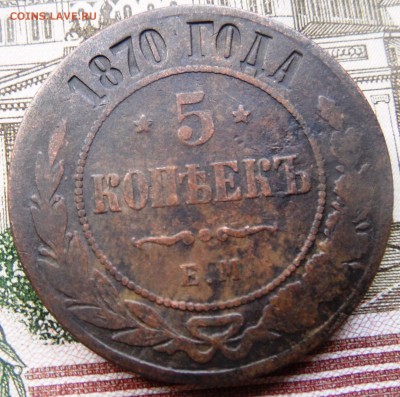 COINS.LAVE.RU
1870 ГОДА
5
КОПѢЕКЪ
Е.М